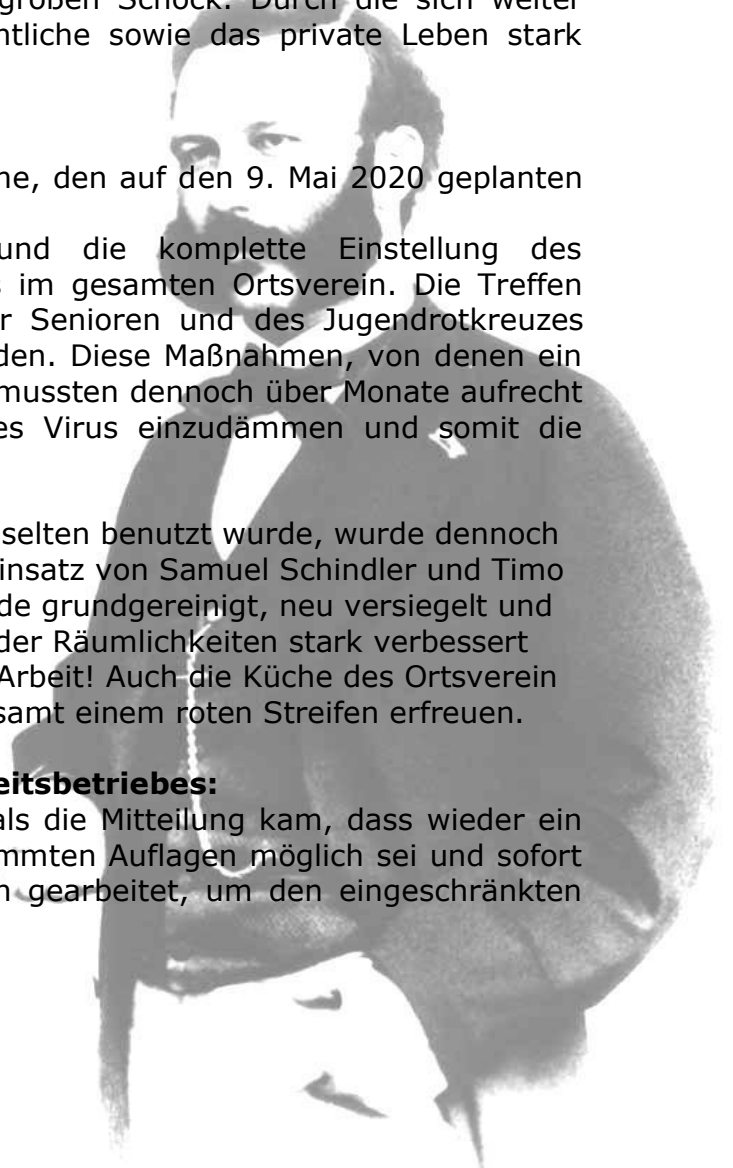 großen Schock. Durch die sich weiter
ntliche sowie das private Leben stark
ne, den auf den 9. Mai 2020 geplanten
und die komplette Einstellung des
s im gesamten Ortsverein. Die Treffen
r Senioren und des Jugendrotkreuzes
den. Diese Maßnahmen, von denen ein
mussten dennoch über Monate aufrecht
es Virus einzudämmen und somit die
selten benutzt wurde, wurde dennoch
insatz von Samuel Schindler und Timo
de grundgereinigt, neu versiegelt und
der Räumlichkeiten stark verbessert
Arbeit! Auch die Küche des Ortsverein
samt einem roten Streifen erfreuen.
eitsbetriebes:
als die Mitteilung kam, dass wieder ein
mmten Auflagen möglich sei und sofort
n gearbeitet, um den eingeschränkten